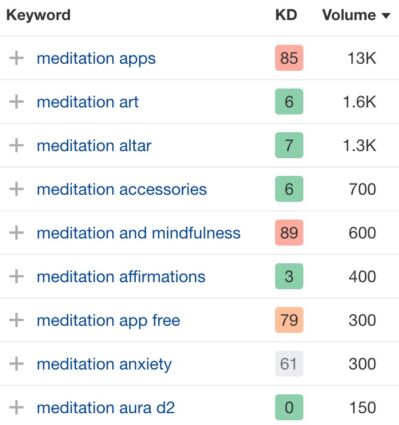 Keyword KD Volume
meditation apps 85 13K
meditation art 6 1.6K
meditation altar 7 1.3K
meditation accessories 6 700
meditation and mindfulness 89 600
meditation affirmations 3 400
meditation app free 79 300
meditation anxiety 61 300
meditation aura d2 0 150